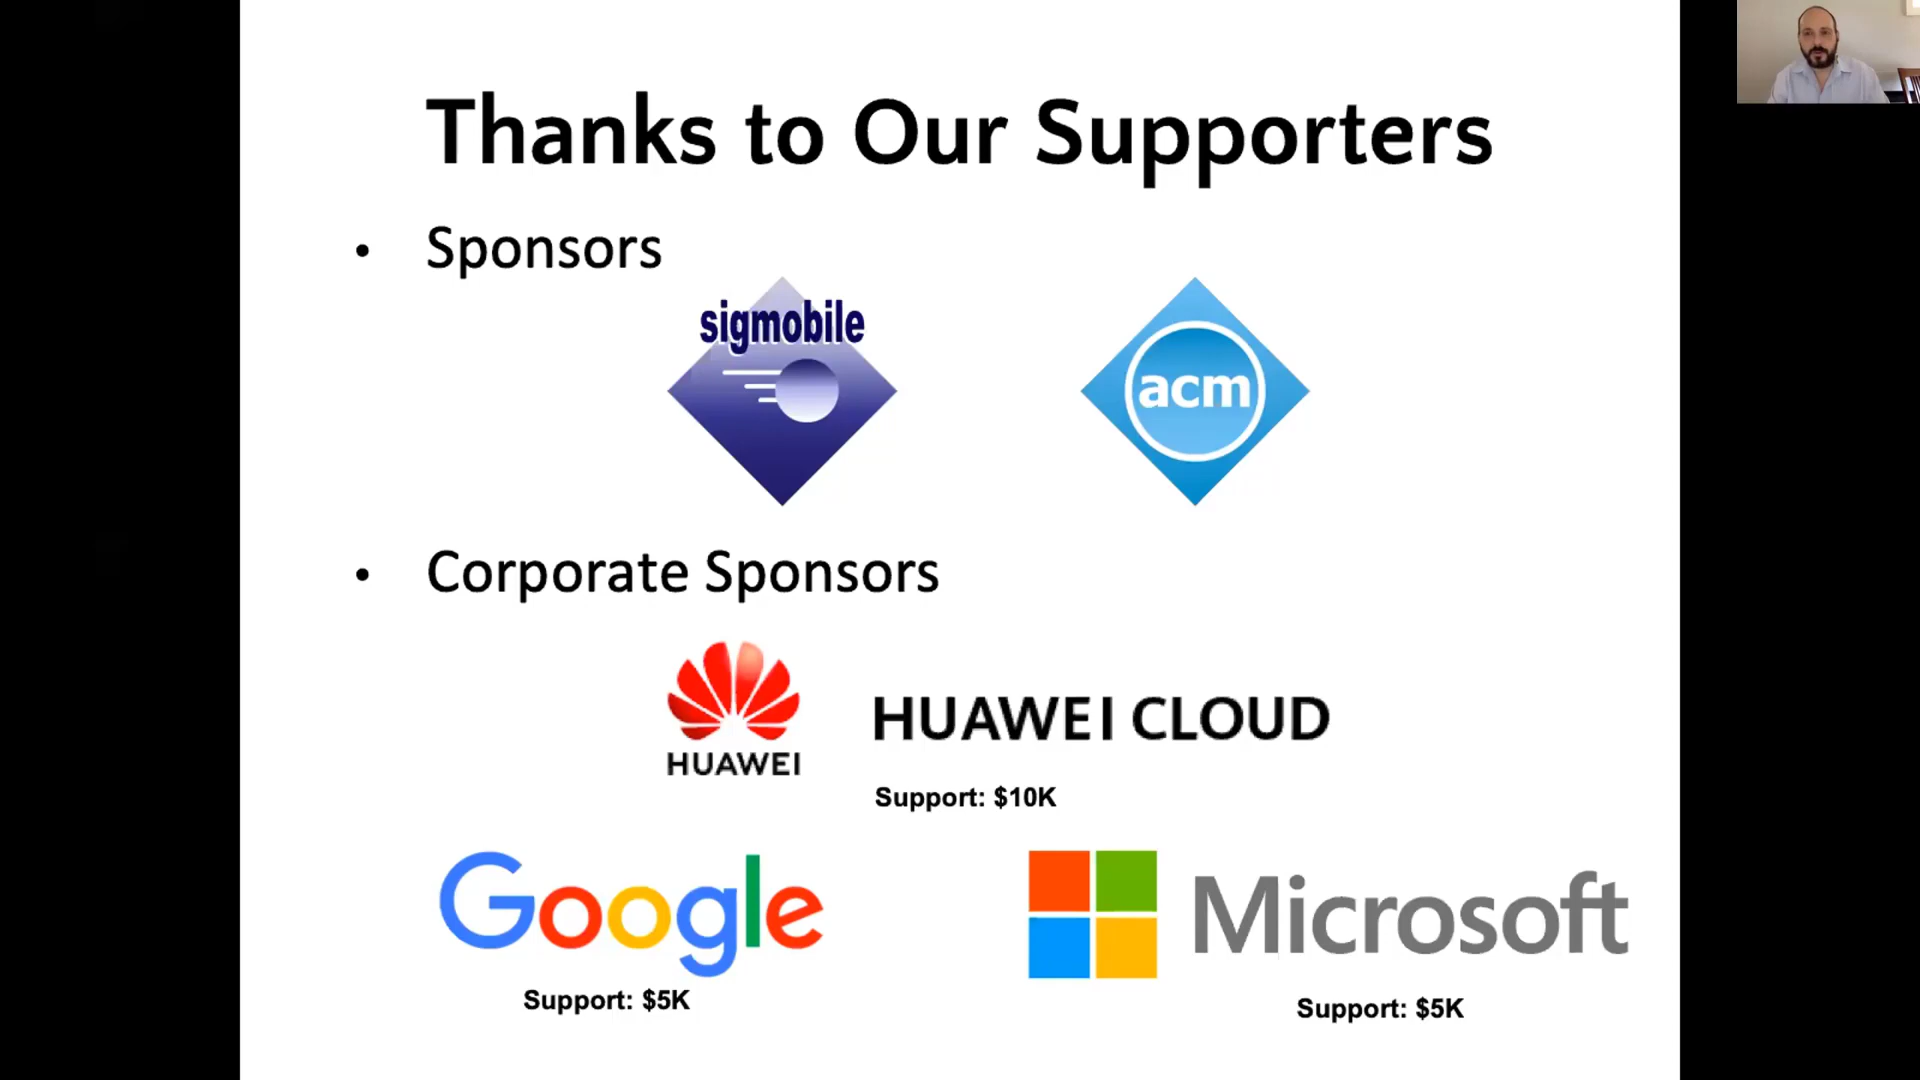 Thanks to Our Supporters
• Sponsors
sigmobile
acm
• Corporate Sponsors
HUAWEI
HUAWEI CLOUD
Support: $10K
Google
Microsoft
Support: $5K
Support: $5K